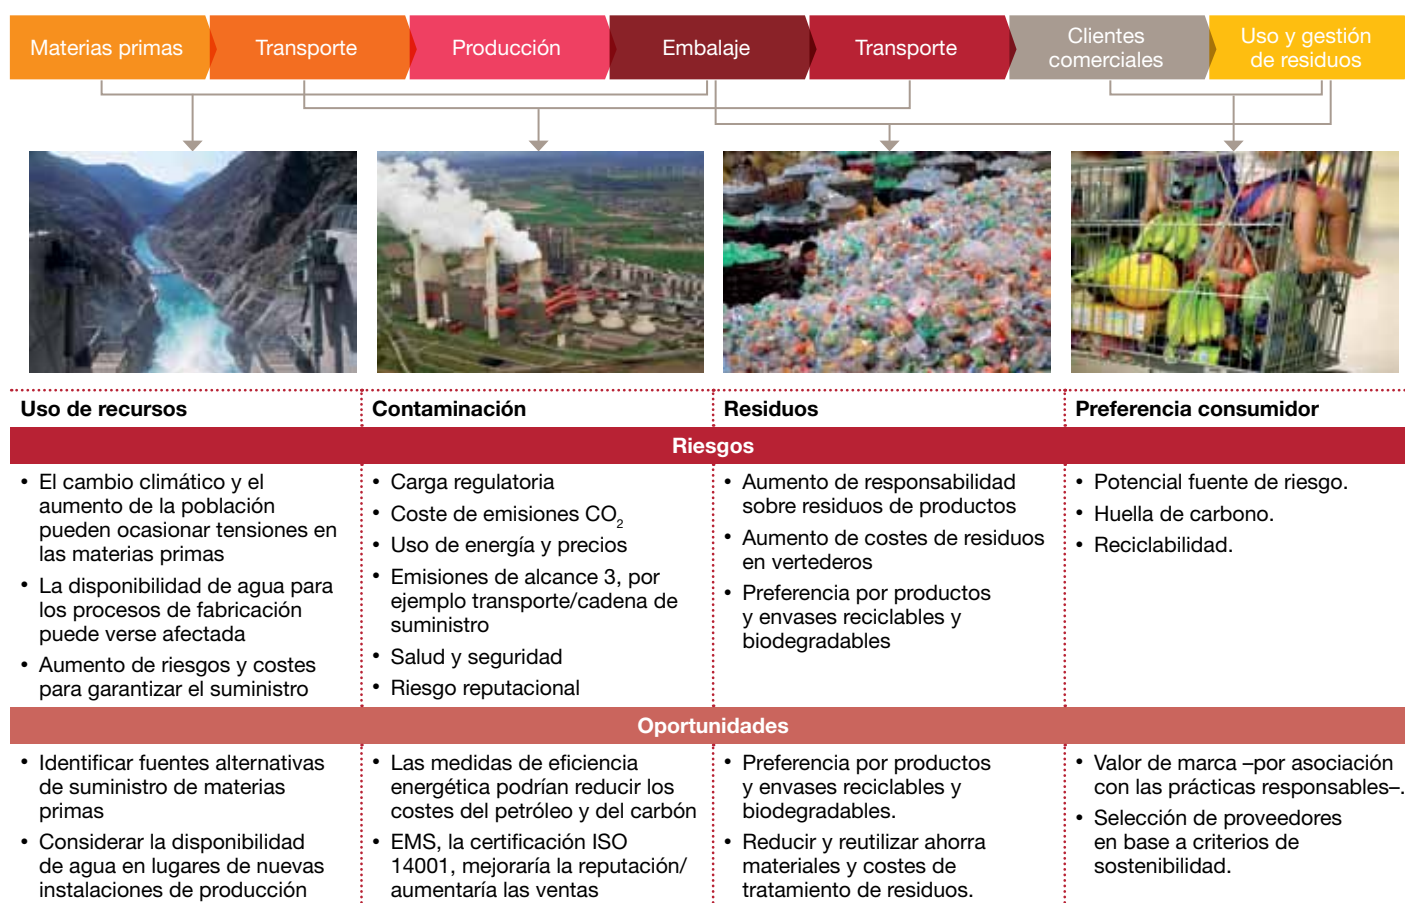 Materias primas
Transporte
Producción
Embalaje
Transporte
Clientes
comerciales
Uso y gestión
de residuos
Uso de recursos
Contaminación
Residuos
Preferencia consumidor
Riesgos
• El cambio climático y el
aumento de la población
pueden ocasionar tensiones en
las materias primas
• La disponibilidad de agua para
los procesos de fabricación
puede verse afectada
• Aumento de riesgos y costes
para garantizar el suministro
• Carga regulatoria
• Coste de emisiones CO₂
• Uso de energía y precios
• Emisiones de alcance 3, por
ejemplo transporte/cadena de
suministro
• Salud y seguridad
• Riesgo reputacional
• Aumento de responsabilidad
sobre residuos de productos
• Aumento de costes de residuos
en vertederos
• Preferencia por productos
y envases reciclables y
biodegradables
• Potencial fuente de riesgo.
• Huella de carbono.
• Reciclabilidad.
Oportunidades
• Identificar fuentes alternativas
de suministro de materias
primas
• Considerar la disponibilidad
de agua en lugares de nuevas
instalaciones de producción
• Las medidas de eficiencia
energética podrían reducir los
costes del petróleo y del carbón
• EMS, la certificación ISO
14001, mejoraría la reputación/
aumentaría las ventas
• Preferencia por productos
y envases reciclables y
biodegradables.
• Reducir y reutilizar ahorra
materiales y costes de
tratamiento de residuos.
• Valor de marca –por asociación
con las prácticas responsables–.
• Selección de proveedores
en base a criterios de
sostenibilidad.